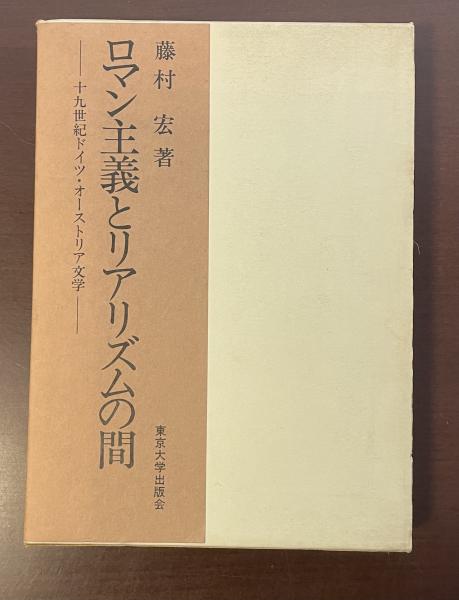 藤村 宏 著
ロマン主義とリアリズムの間
――十九世紀ドイツ・オーストリア文学――
東京大学出版会